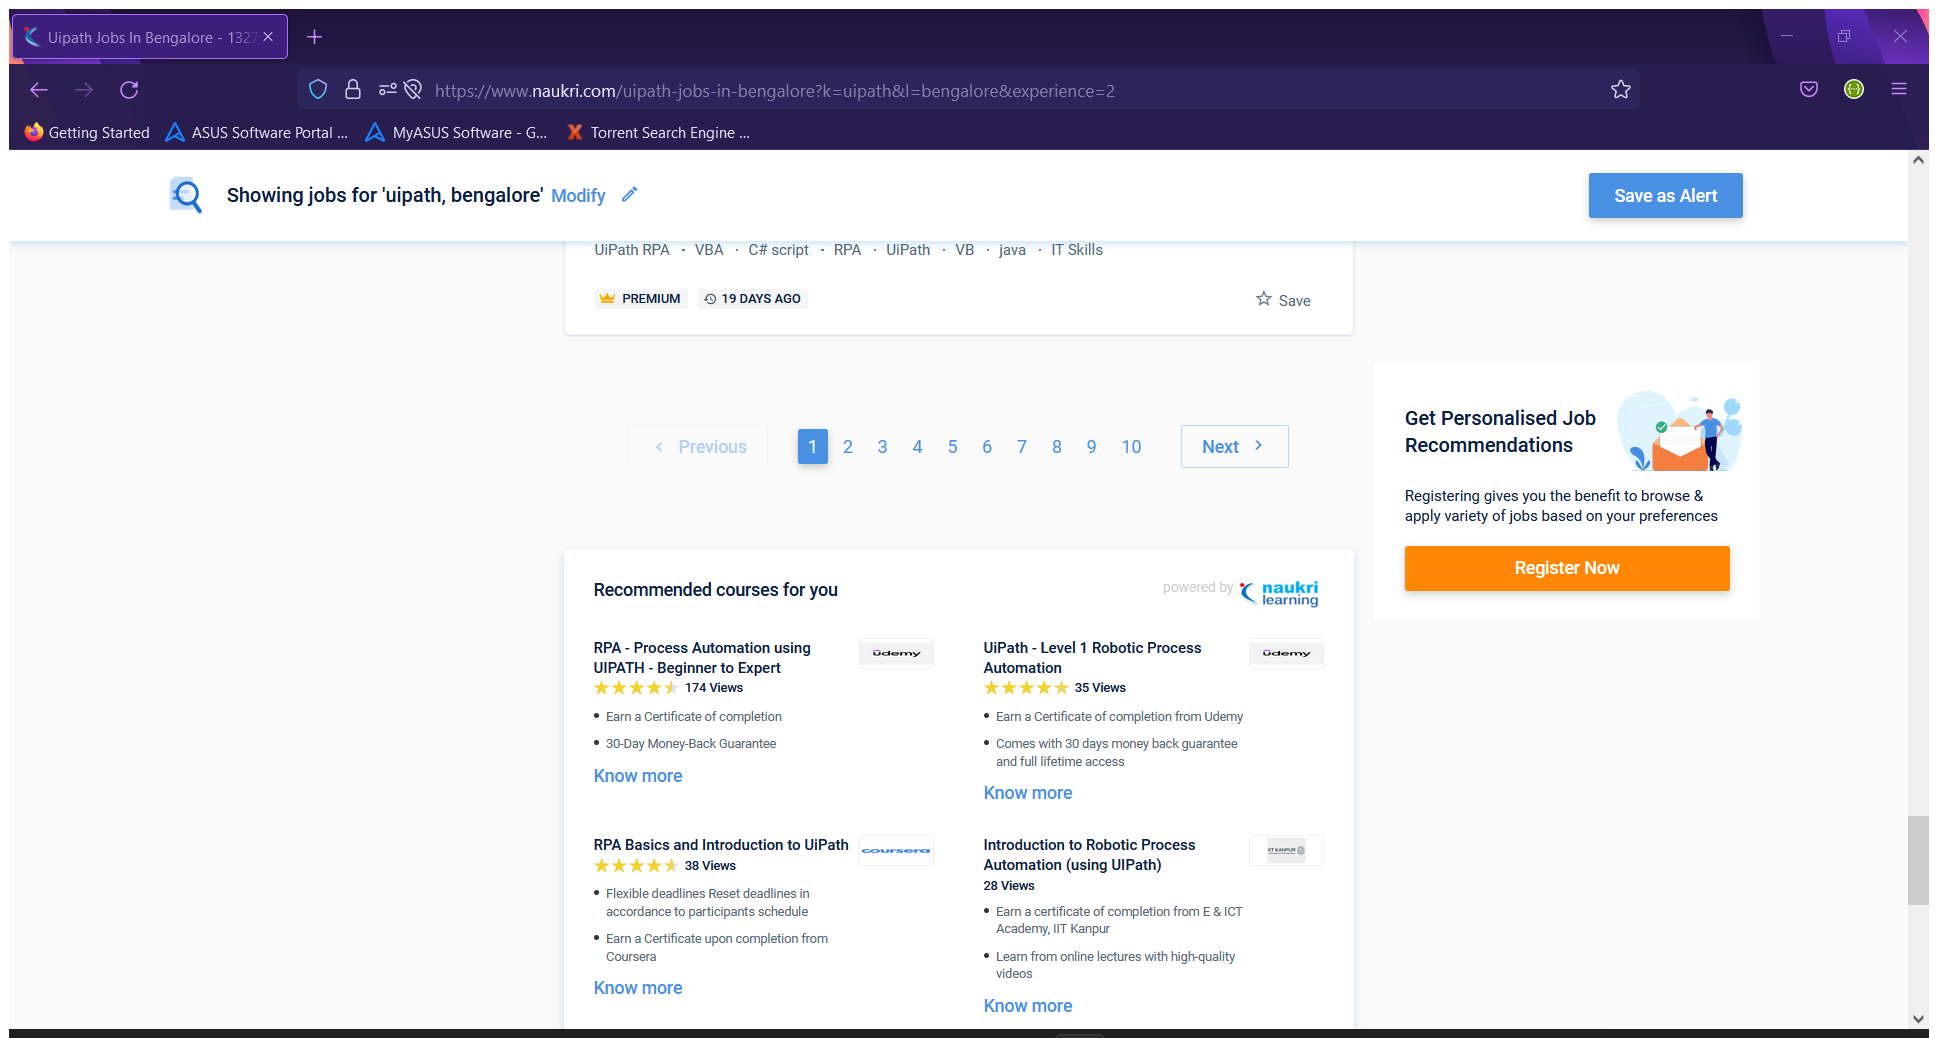 Uipath Jobs In Bengalore - 1327
https://www.naukri.com/uipath-jobs-in-bengalore?k=uipath&l=bengalore&experience=2
Getting Started ASUS Software Portal ... MyASUS Software - G... Torrent Search Engine ...
Showing jobs for 'uipath, bengalore' Modify
Save as Alert
UiPath RPA · VBA · C# script · RPA · UiPath · VB · java · IT Skills
PREMIUM 19 DAYS AGO Save
Previous 1 2 3 4 5 6 7 8 9 10 Next
Get Personalised Job
Recommendations
Registering gives you the benefit to browse &
apply variety of jobs based on your preferences
Register Now
Recommended courses for you
powered by naukri
learning
RPA - Process Automation using
UIPATH - Beginner to Expert
udemy
174 Views
• Earn a Certificate of completion
• 30-Day Money-Back Guarantee
Know more
UiPath - Level 1 Robotic Process
Automation
udemy
35 Views
• Earn a Certificate of completion from Udemy
• Comes with 30 days money back guarantee
and full lifetime access
Know more
RPA Basics and Introduction to UiPath
coursera
38 Views
• Flexible deadlines Reset deadlines in
accordance to participants schedule
• Earn a Certificate upon completion from
Coursera
Know more
Introduction to Robotic Process
Automation (using UIPath)
IIT KANPUR
28 Views
• Earn a certificate of completion from E & ICT
Academy, IIT Kanpur
• Learn from online lectures with high-quality
videos
Know more